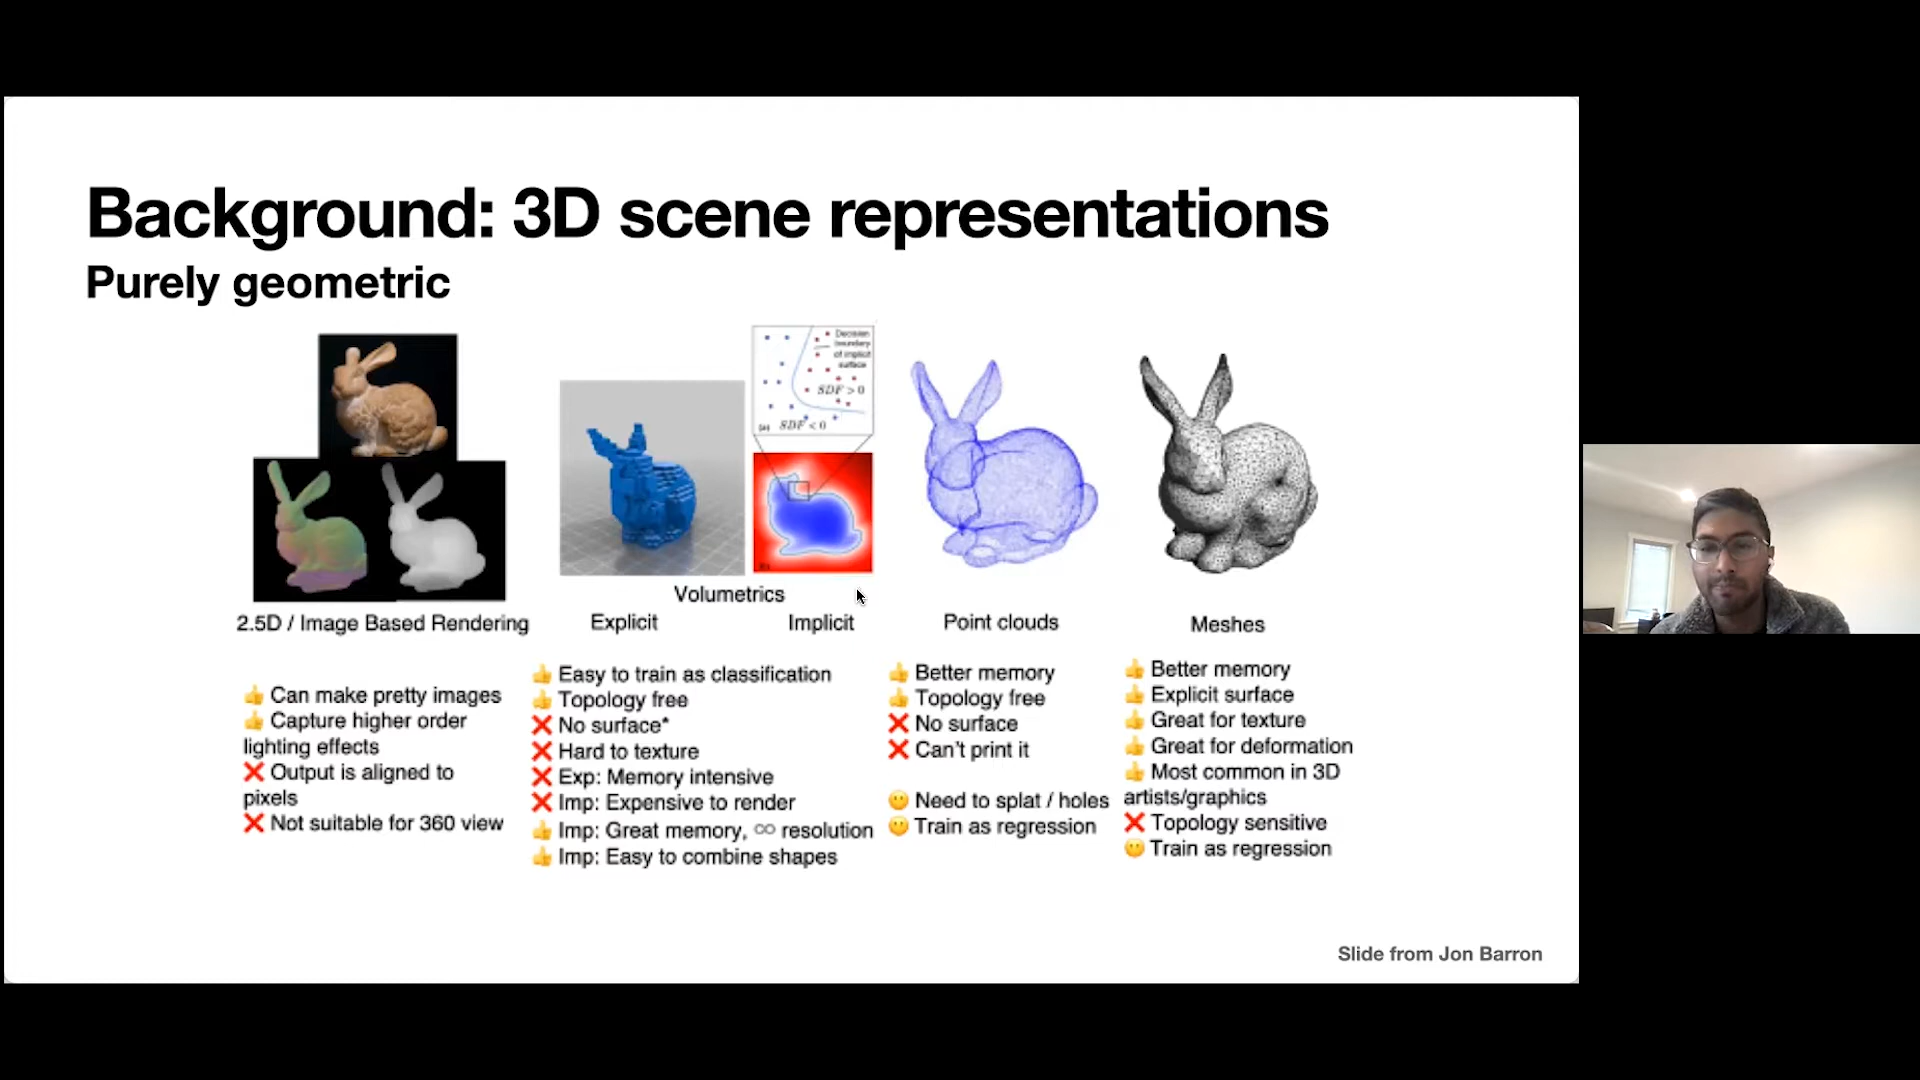 Background: 3D scene representations
Purely geometric
Decision
boundary
of implicit
surface
SDF > 0
(a) SDF < 0
Volumetrics
2.5D / Image Based Rendering
Explicit
Implicit
Point clouds
Meshes
👍 Can make pretty images
👍 Capture higher order
lighting effects
❌ Output is aligned to
pixels
❌ Not suitable for 360 view
👍 Easy to train as classification
👍 Topology free
❌ No surface*
❌ Hard to texture
❌ Exp: Memory intensive
❌ Imp: Expensive to render
👍 Imp: Great memory, ∞ resolution
👍 Imp: Easy to combine shapes
👍 Better memory
👍 Topology free
❌ No surface
❌ Can't print it
😶 Need to splat / holes
😶 Train as regression
👍 Better memory
👍 Explicit surface
👍 Great for texture
👍 Great for deformation
👍 Most common in 3D
artists/graphics
❌ Topology sensitive
😶 Train as regression
Slide from Jon Barron